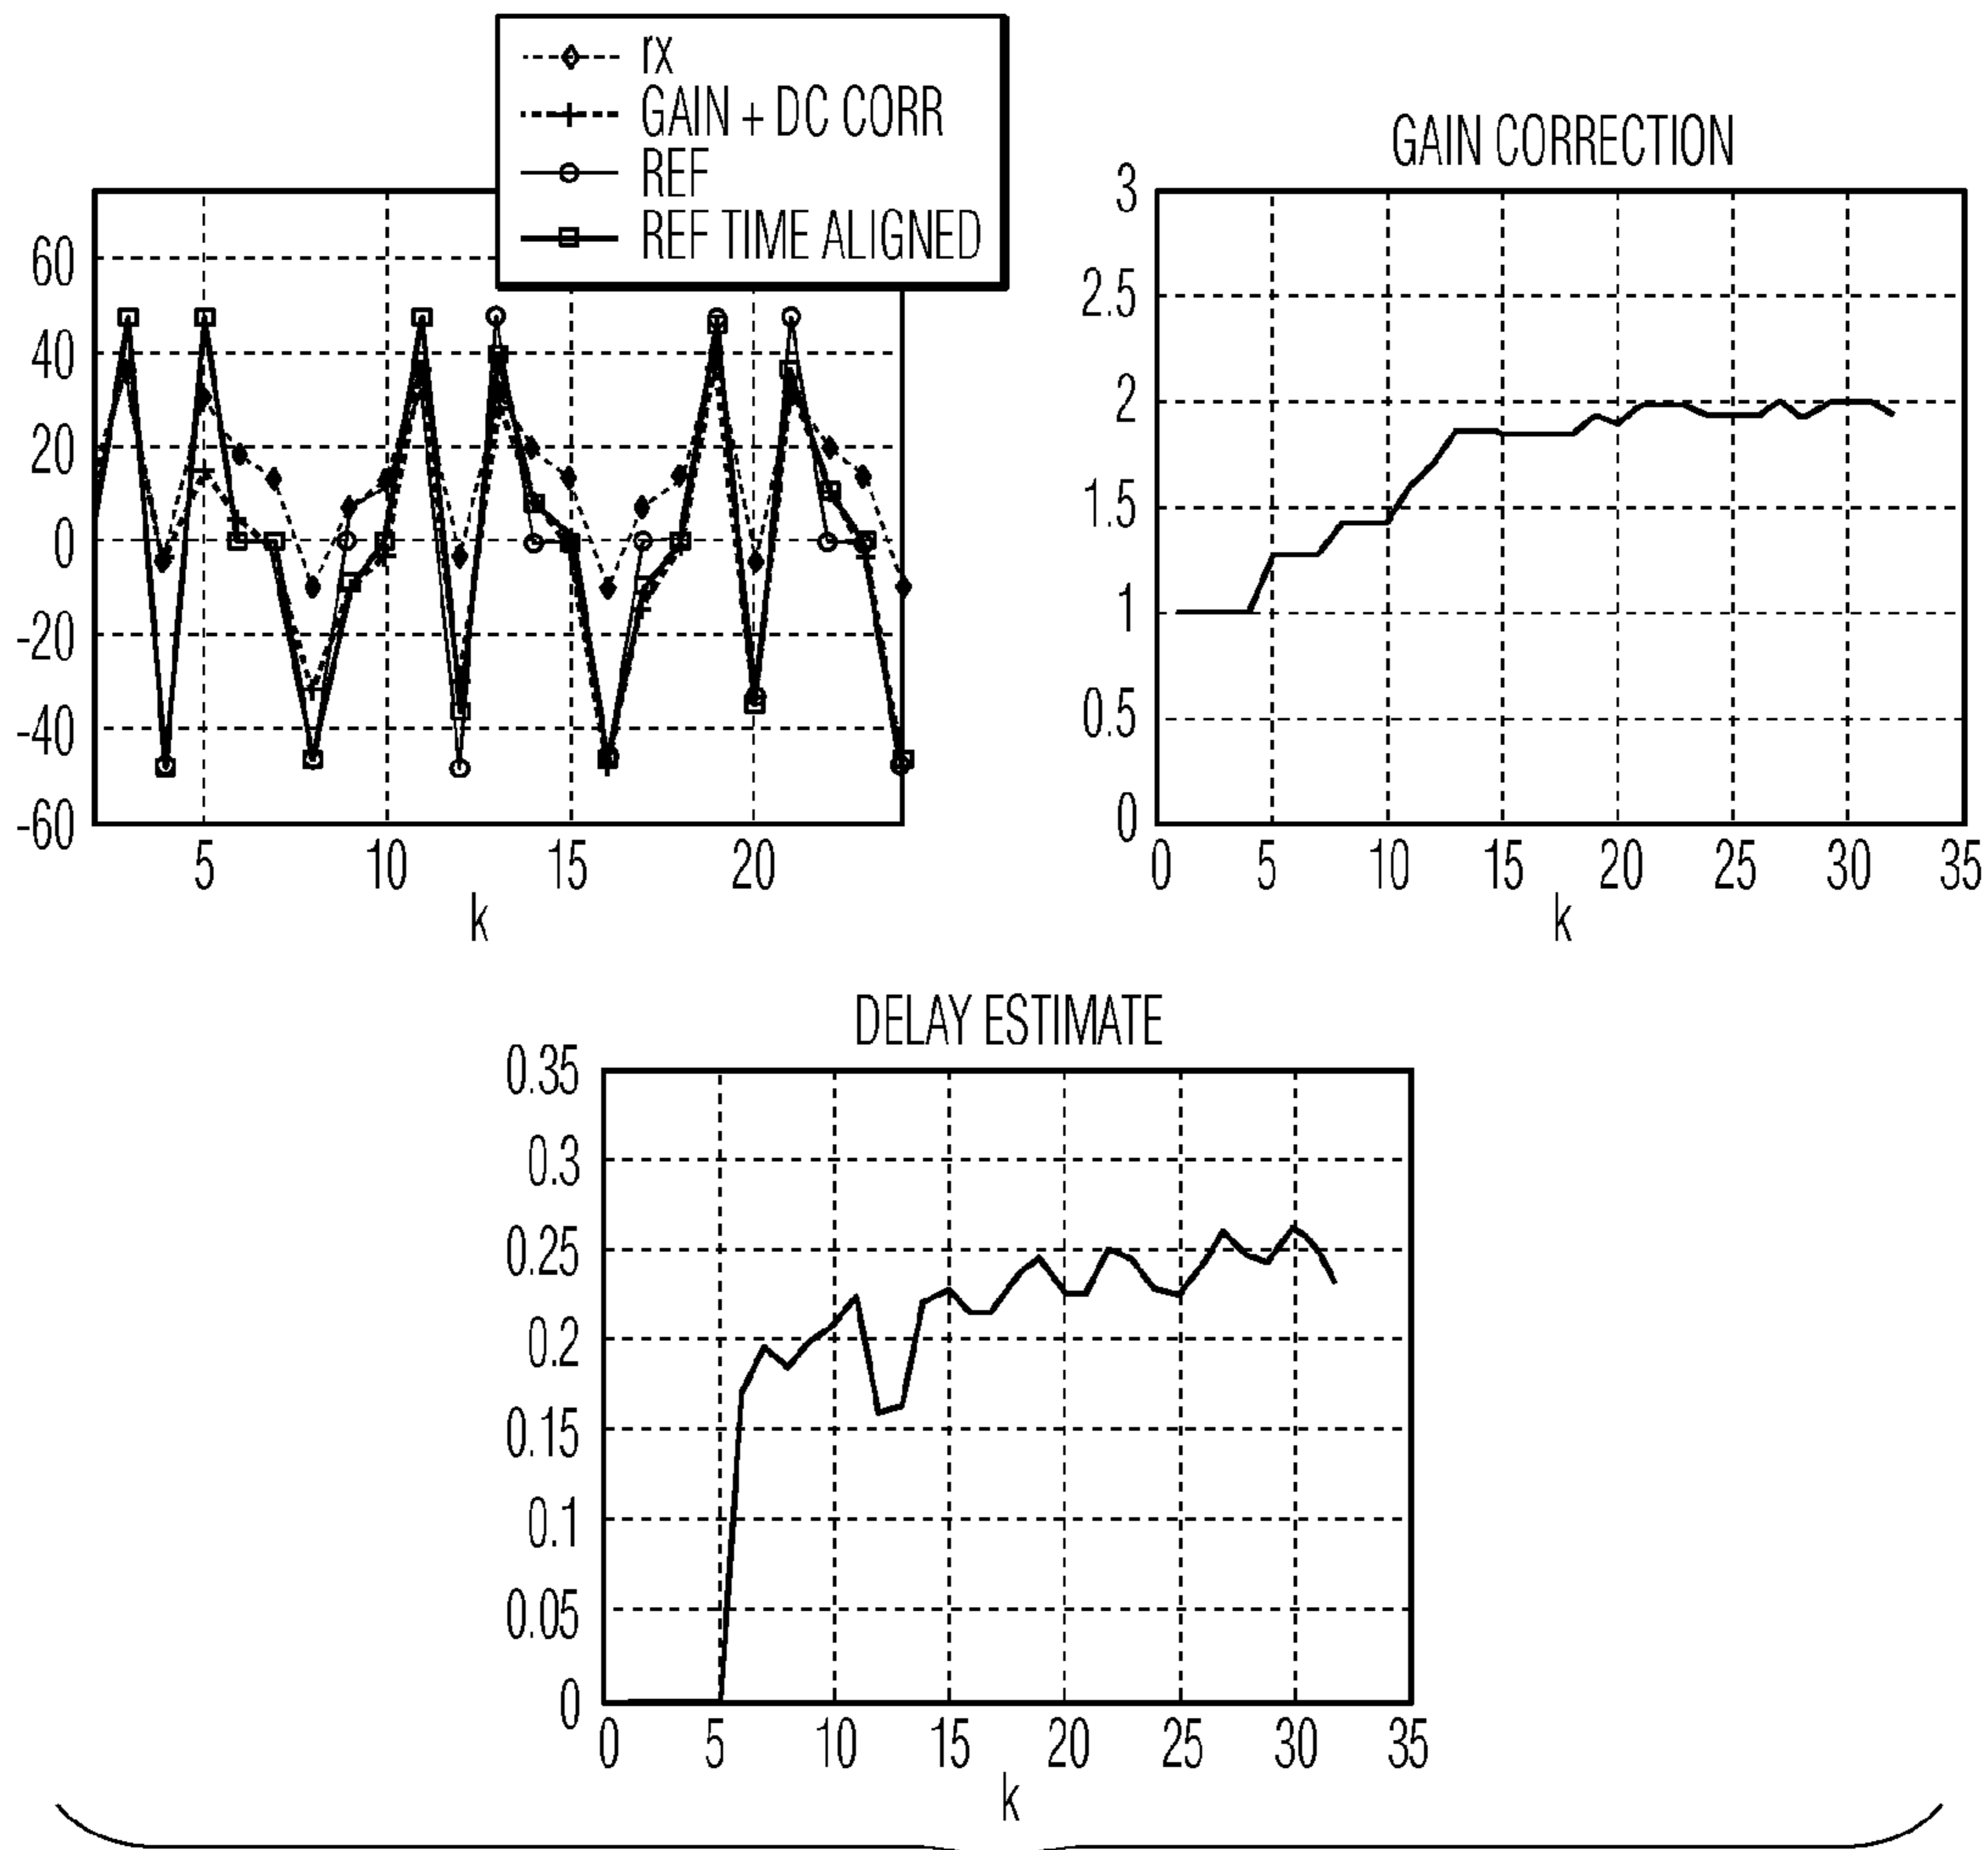 rx
GAIN + DC CORR
REF
REF TIME ALIGNED
60
40
20
0
-20
-40
-60
5 10 15 20
k
GAIN CORRECTION
3
2.5
2
1.5
1
0.5
0
0 5 10 15 20 25 30 35
k
DELAY ESTIMATE
0.35
0.3
0.25
0.2
0.15
0.1
0.05
0
0 5 10 15 20 25 30 35
k